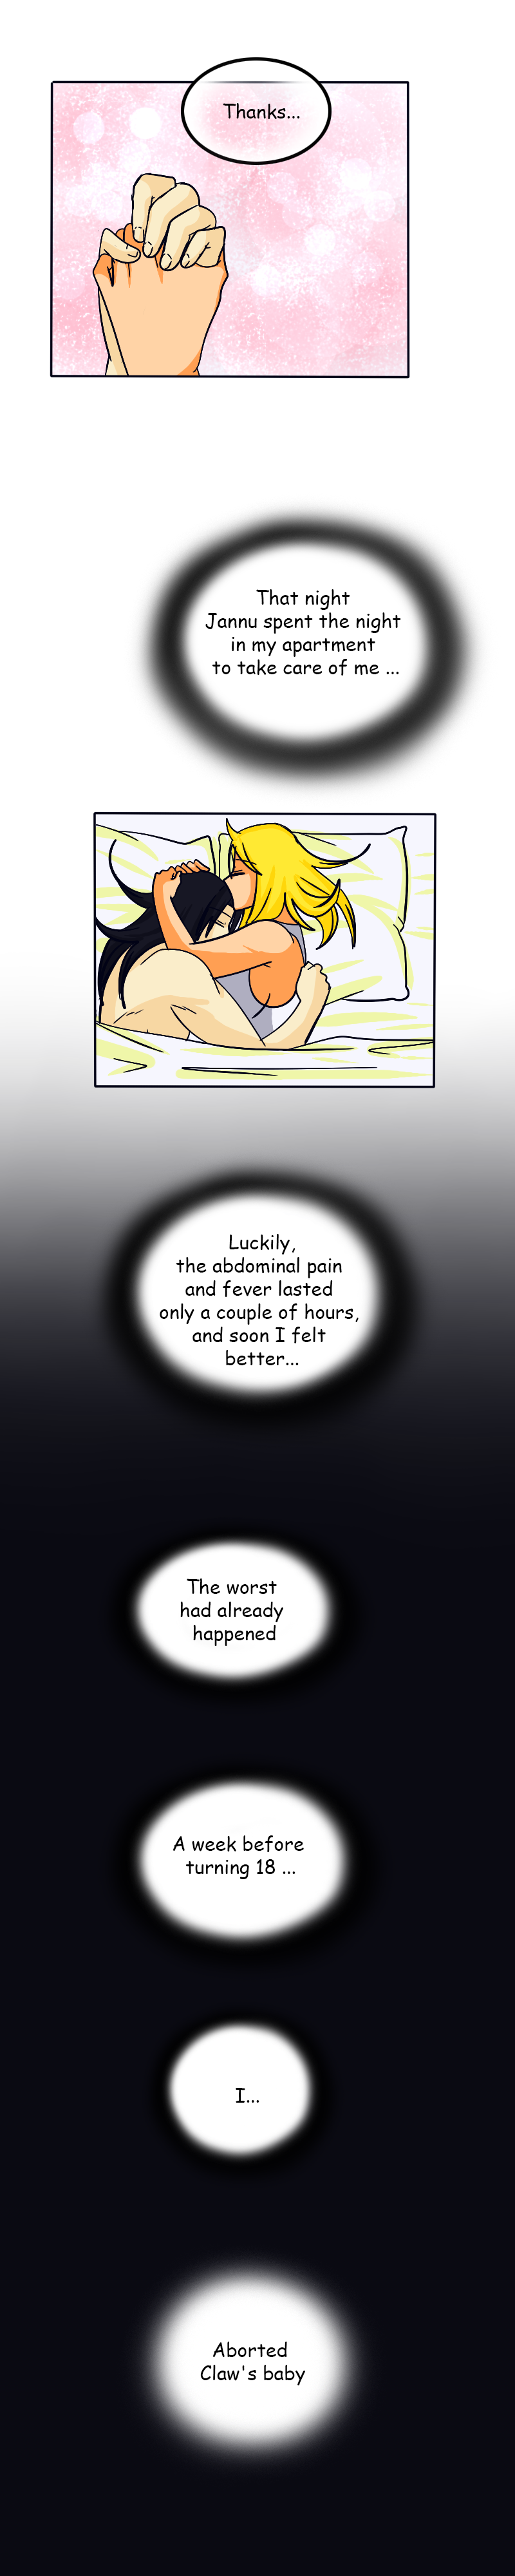 Thanks...
That night
Jannu spent the night
in my apartment
to take care of me ...
Luckily,
the abdominal pain
and fever lasted
only a couple of hours,
and soon I felt
better...
The worst
had already
happened
A week before
turning 18 ...
I...
Aborted
Claw's baby